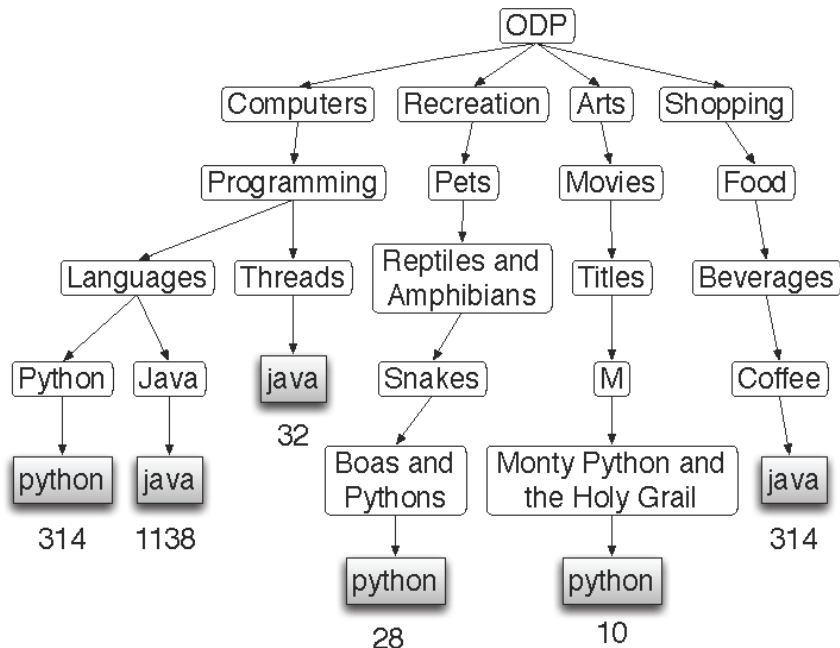 ODP
Computers
Recreation
Arts
Shopping
Programming
Pets
Movies
Food
Languages
Threads
Reptiles and
Amphibians
Titles
Beverages
Python
Java
java
32
Snakes
M
Coffee
python
314
java
1138
Boas and
Pythons
Monty Python and
the Holy Grail
java
314
python
28
python
10